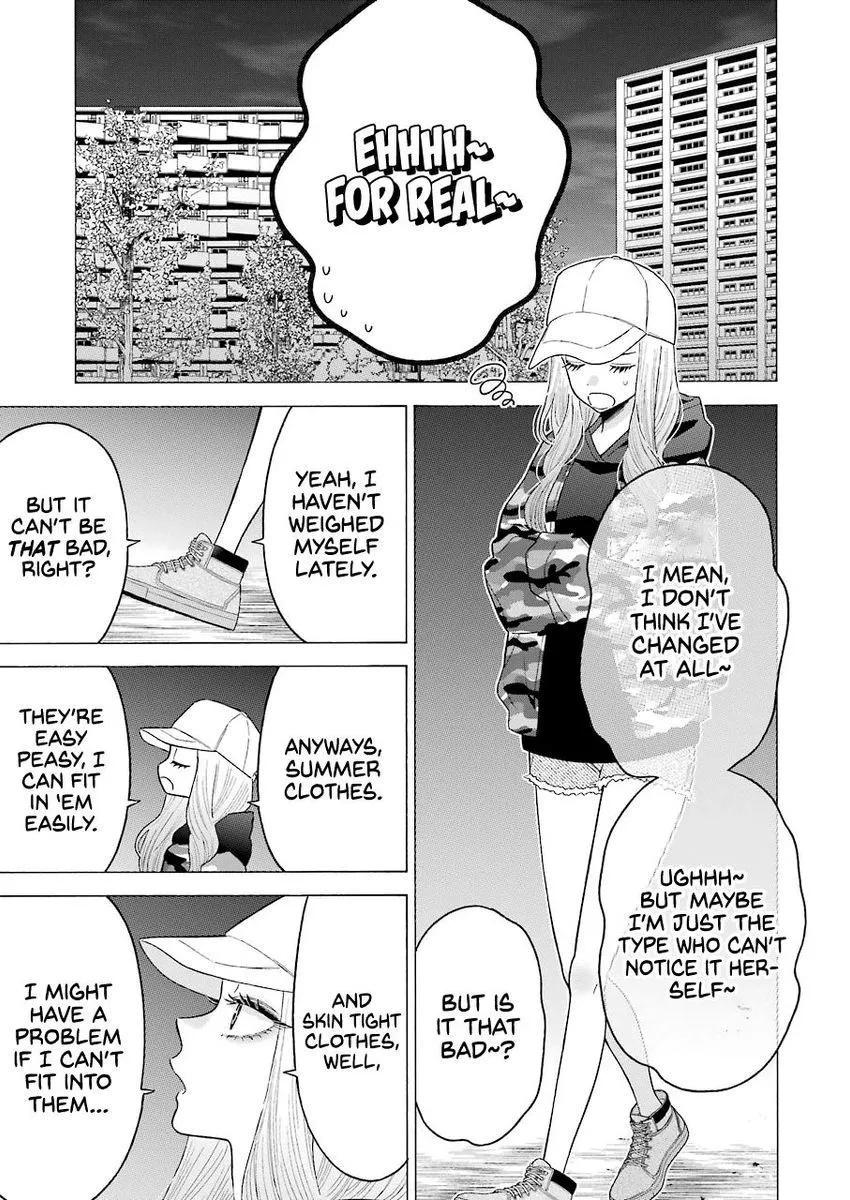 EHHHH~
FOR REAL~
I MEAN,
I DON'T
THINK I'VE
CHANGED
AT ALL~
UGHHH~
BUT MAYBE
I'M JUST THE
TYPE WHO CAN'T
NOTICE IT HER-
SELF~
BUT IS
IT THAT
BAD~?
YEAH, I
HAVEN'T
WEIGHED
MYSELF
LATELY.
BUT IT
CAN'T BE
THAT BAD,
RIGHT?
ANYWAYS,
SUMMER
CLOTHES.
THEY'RE
EASY
PEASY, I
CAN FIT
IN 'EM
EASILY.
AND
SKIN TIGHT
CLOTHES,
WELL,
I MIGHT
HAVE A
PROBLEM
IF I CAN'T
FIT INTO
THEM...